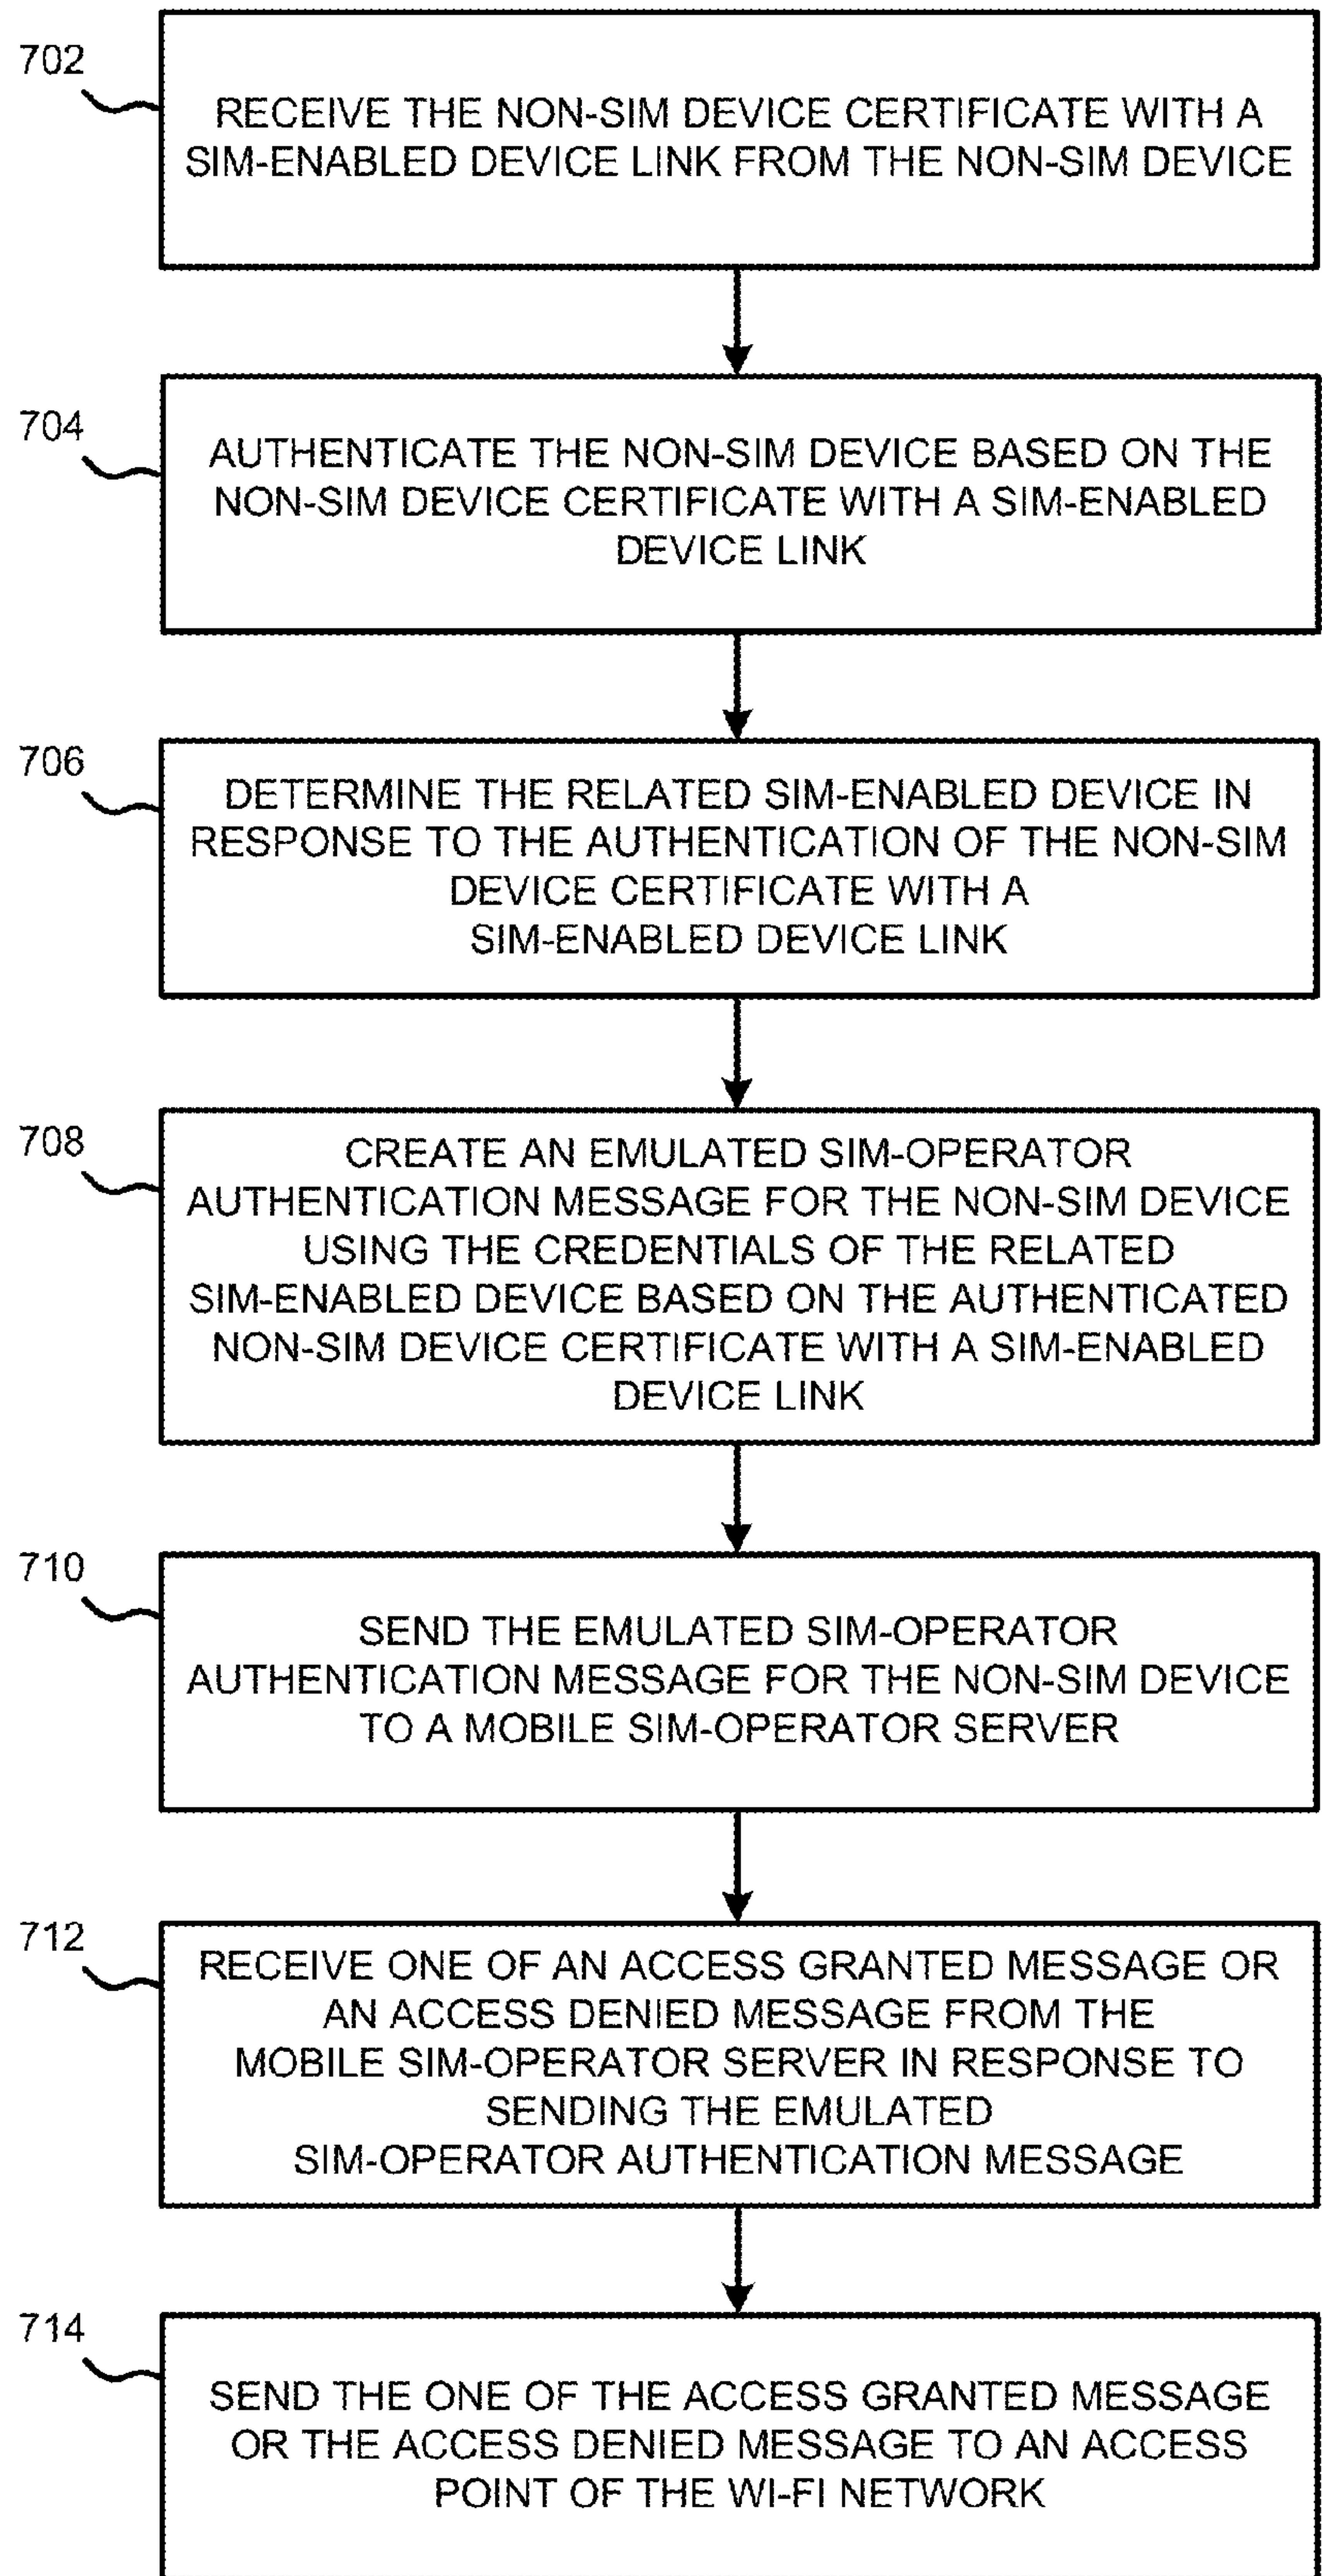 702
RECEIVE THE NON-SIM DEVICE CERTIFICATE WITH A
SIM-ENABLED DEVICE LINK FROM THE NON-SIM DEVICE
704
AUTHENTICATE THE NON-SIM DEVICE BASED ON THE
NON-SIM DEVICE CERTIFICATE WITH A SIM-ENABLED
DEVICE LINK
706
DETERMINE THE RELATED SIM-ENABLED DEVICE IN
RESPONSE TO THE AUTHENTICATION OF THE NON-SIM
DEVICE CERTIFICATE WITH A
SIM-ENABLED DEVICE LINK
708
CREATE AN EMULATED SIM-OPERATOR
AUTHENTICATION MESSAGE FOR THE NON-SIM DEVICE
USING THE CREDENTIALS OF THE RELATED
SIM-ENABLED DEVICE BASED ON THE AUTHENTICATED
NON-SIM DEVICE CERTIFICATE WITH A SIM-ENABLED
DEVICE LINK
710
SEND THE EMULATED SIM-OPERATOR
AUTHENTICATION MESSAGE FOR THE NON-SIM DEVICE
TO A MOBILE SIM-OPERATOR SERVER
712
RECEIVE ONE OF AN ACCESS GRANTED MESSAGE OR
AN ACCESS DENIED MESSAGE FROM THE
MOBILE SIM-OPERATOR SERVER IN RESPONSE TO
SENDING THE EMULATED
SIM-OPERATOR AUTHENTICATION MESSAGE
714
SEND THE ONE OF THE ACCESS GRANTED MESSAGE
OR THE ACCESS DENIED MESSAGE TO AN ACCESS
POINT OF THE WI-FI NETWORK